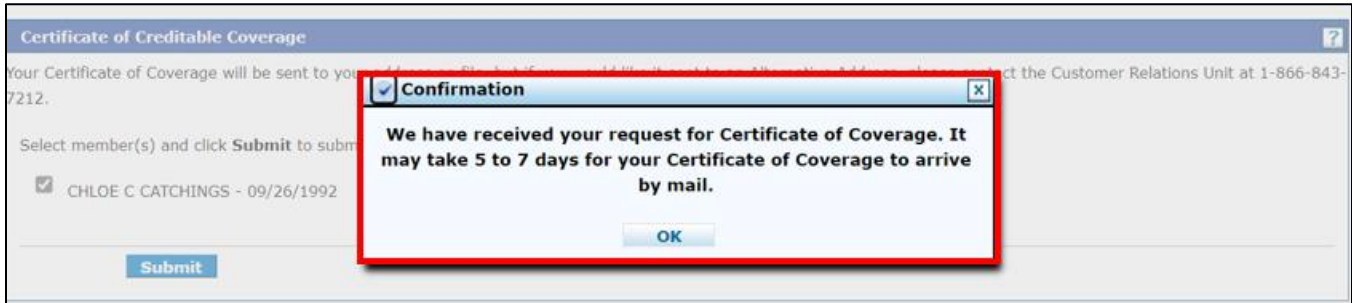 Certificate of Creditable Coverage
?
Your Certificate of Coverage will be sent to your ct the Customer Relations Unit at 1-866-843-
7212.
Select member(s) and click Submit to subm
CHLOE C CATCHINGS - 09/26/1992
Submit
Confirmation
x
We have received your request for Certificate of Coverage. It
may take 5 to 7 days for your Certificate of Coverage to arrive
by mail.
OK